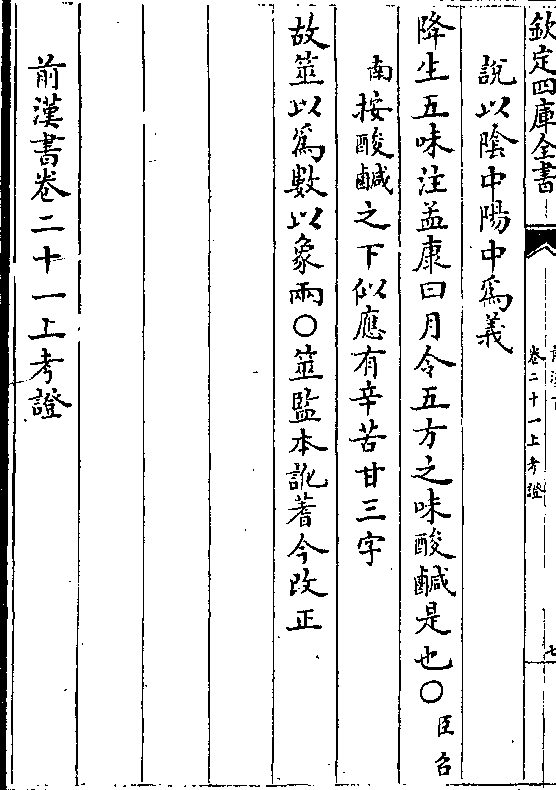 欽定四庫全書
卷二十一上考證
七
說以陰中陽中爲義
降生五味注孟康曰月令五方之味酸鹹是也○臣召
南按酸鹹之下似應有辛苦甘三字
故筮以爲數以象兩○筮監本訛蓍今改正
前漢書卷二十一上考證